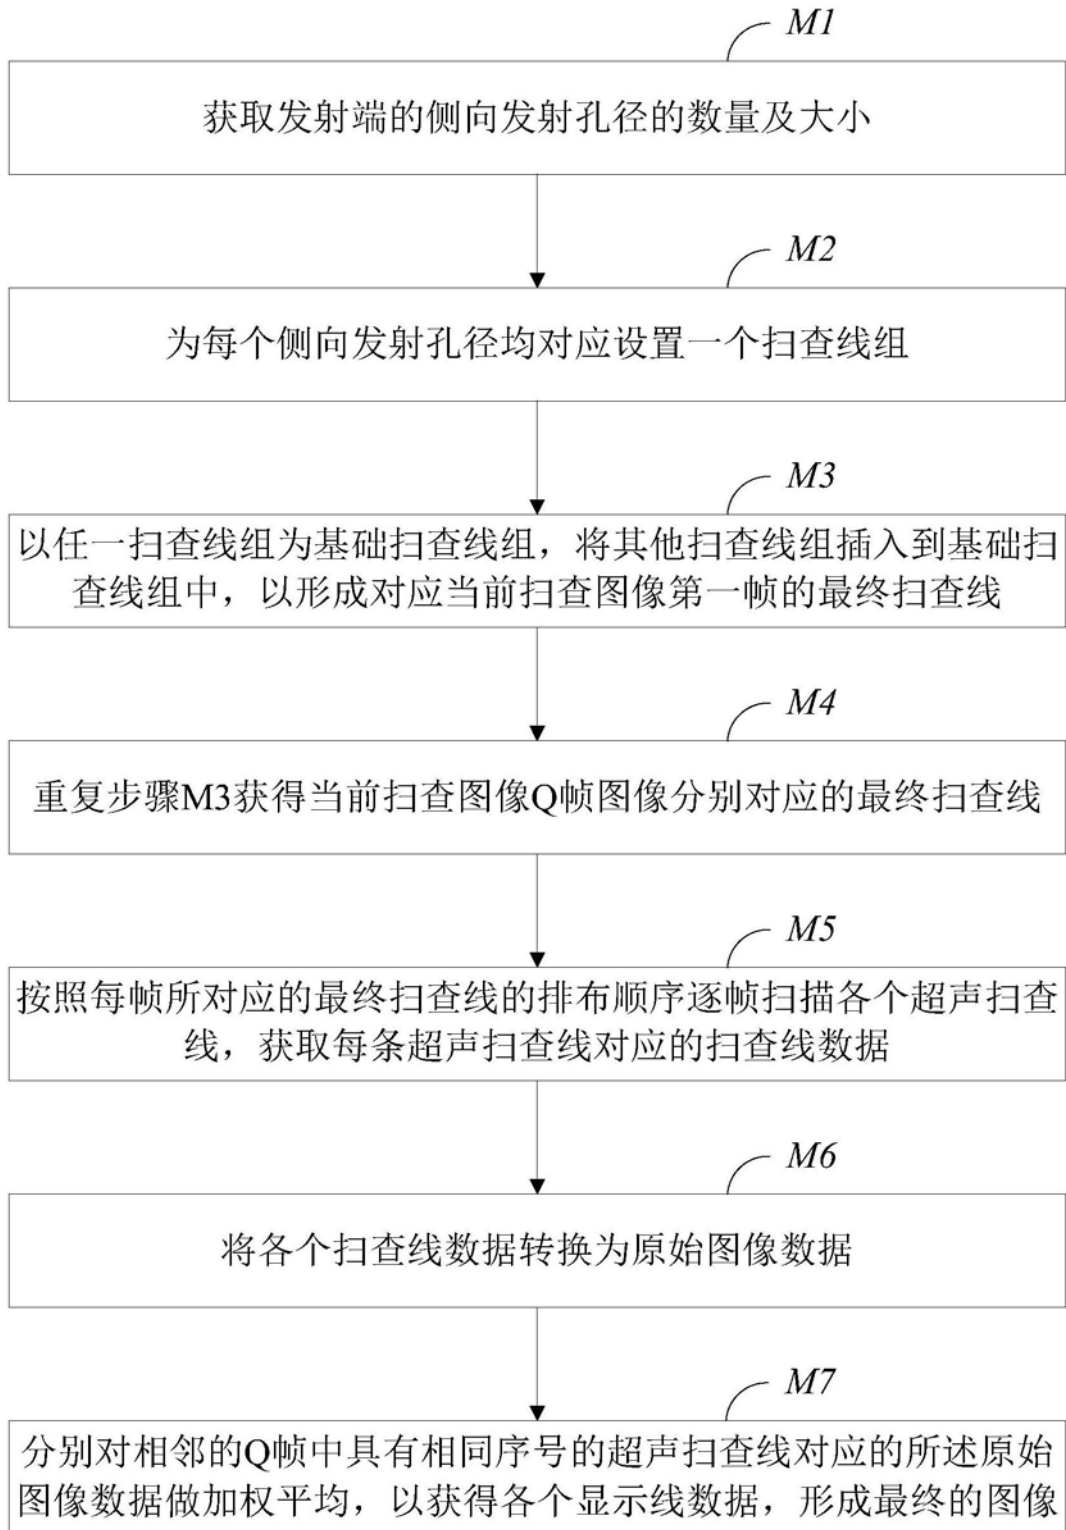 M1
获取发射端的侧向发射孔径的数量及大小
M2
为每个侧向发射孔径均对应设置一个扫查线组
M3
以任一扫查线组为基础扫查线组，将其他扫查线组插入到基础扫
查线组中，以形成对应当前扫查图像第一帧的最终扫查线
M4
重复步骤M3获得当前扫查图像Q帧图像分别对应的最终扫查线
M5
按照每帧所对应的最终扫查线的排布顺序逐帧扫描各个超声扫查
线，获取每条超声扫查线对应的扫查线数据
M6
将各个扫查线数据转换为原始图像数据
M7
分别对相邻的Q帧中具有相同序号的超声扫查线对应的所述原始
图像数据做加权平均，以获得各个显示线数据，形成最终的图像